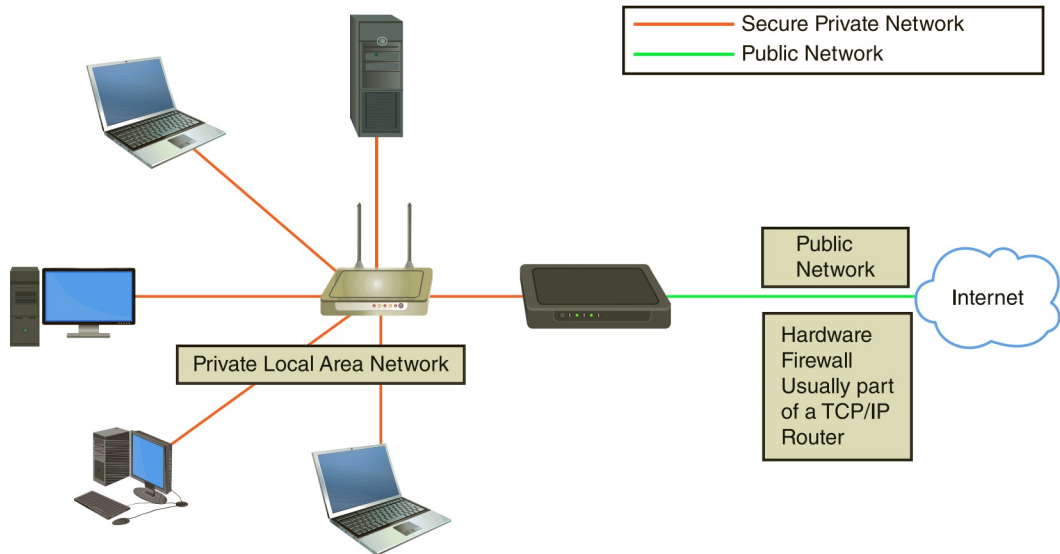 Secure Private Network
Public Network
Public
Network
Internet
Hardware
Firewall
Usually part
of a TCP/IP
Router
Private Local Area Network